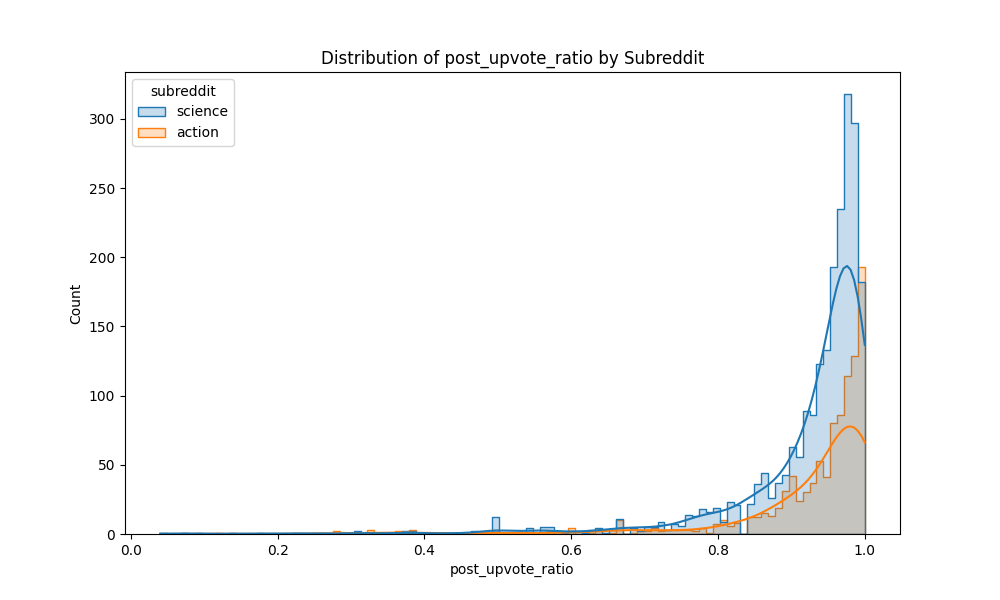 Distribution of post_upvote_ratio by Subreddit
subreddit
science
action
300
250
200
150
100
50
0
Count
0.0 0.2 0.4 0.6 0.8 1.0
post_upvote_ratio